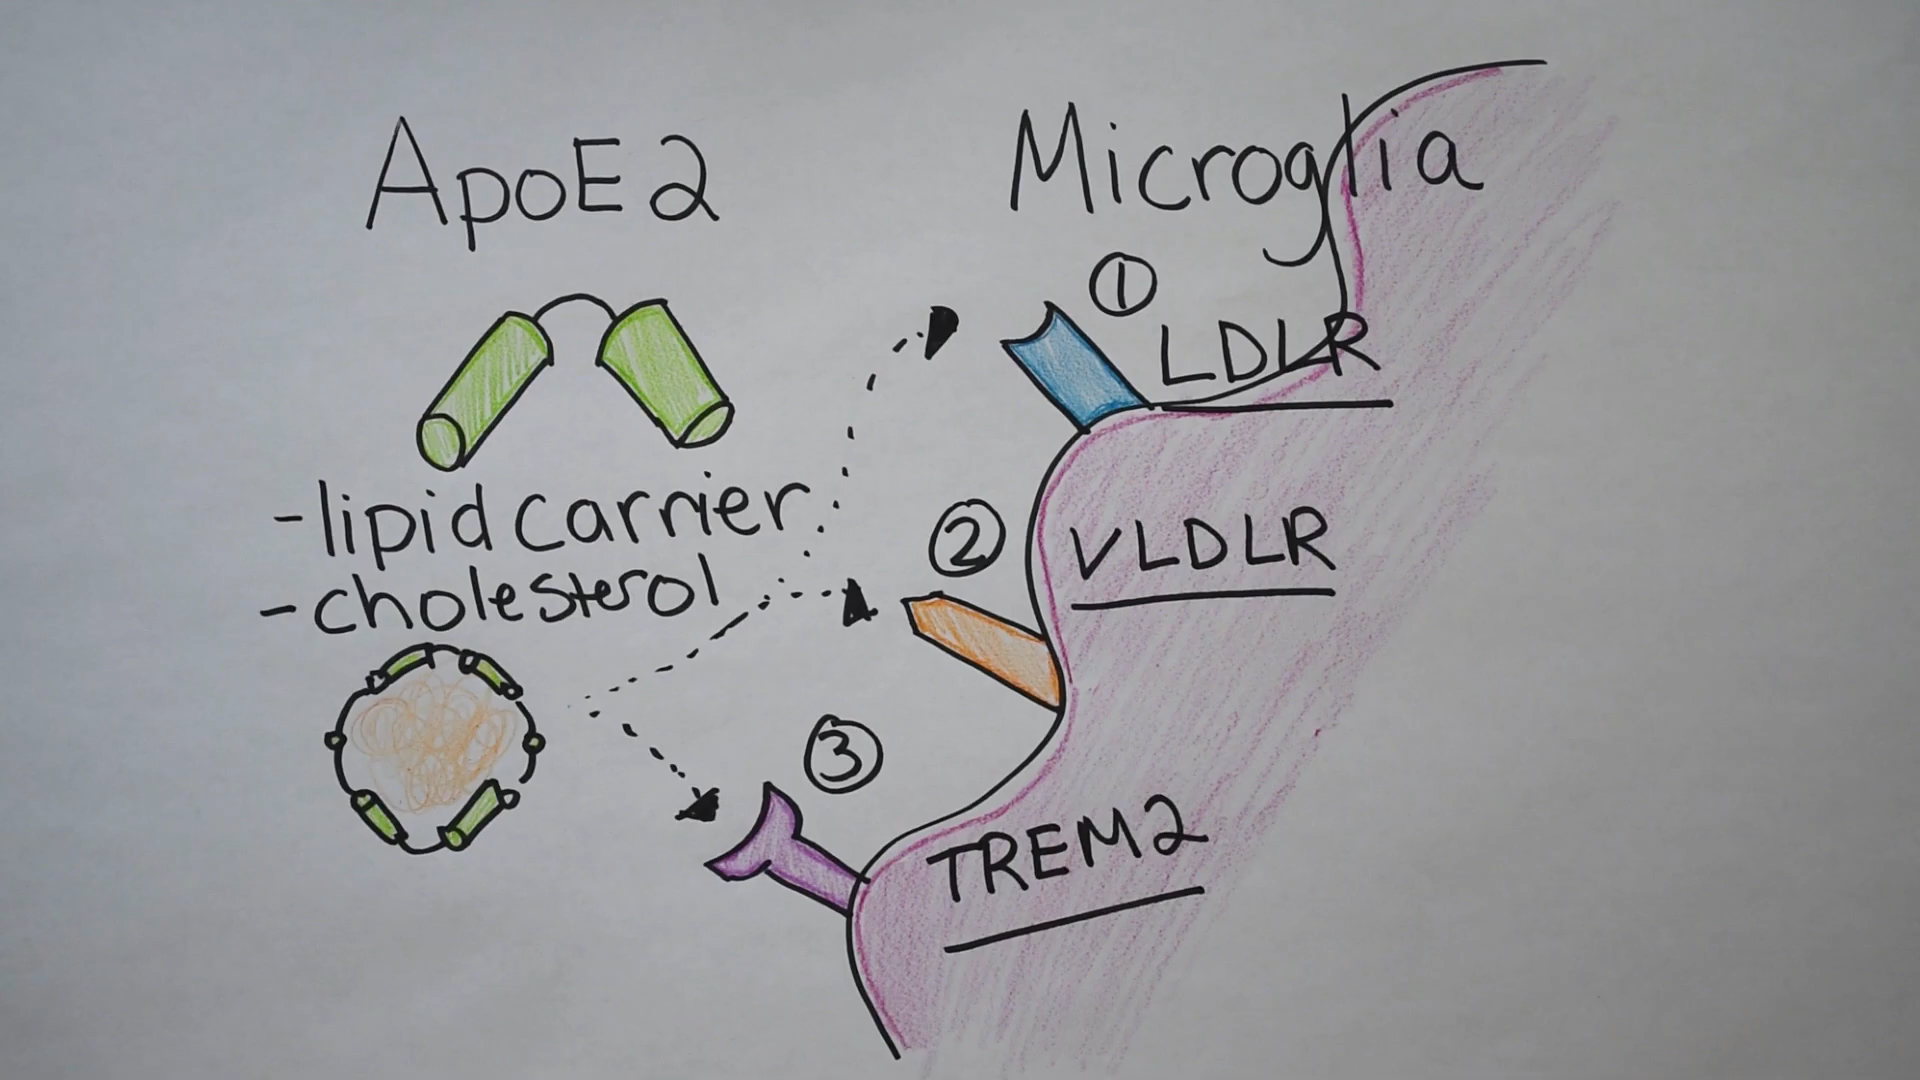 ApoE2
- lipid carrier
- cholesterol
Microglia
① LDLR
② VLDLR
③ TREM2